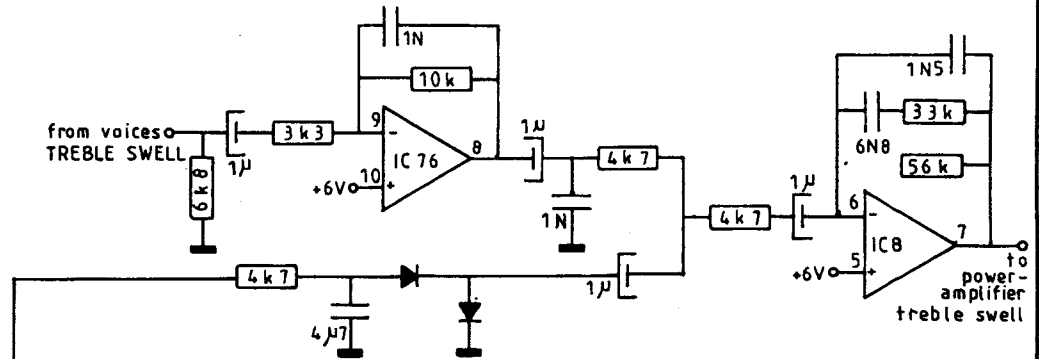 from voices
TREBLE SWELL
6k8
1µ
3k3
1N
10k
9
-
IC 76
8
10
+
+6V
1µ
1N
4k7
4k7
1µ
1N5
6N8
33k
56k
6
-
IC8
7
5
+
+6V
to
power-
amplifier
treble swell
4k7
4µ7
1µ